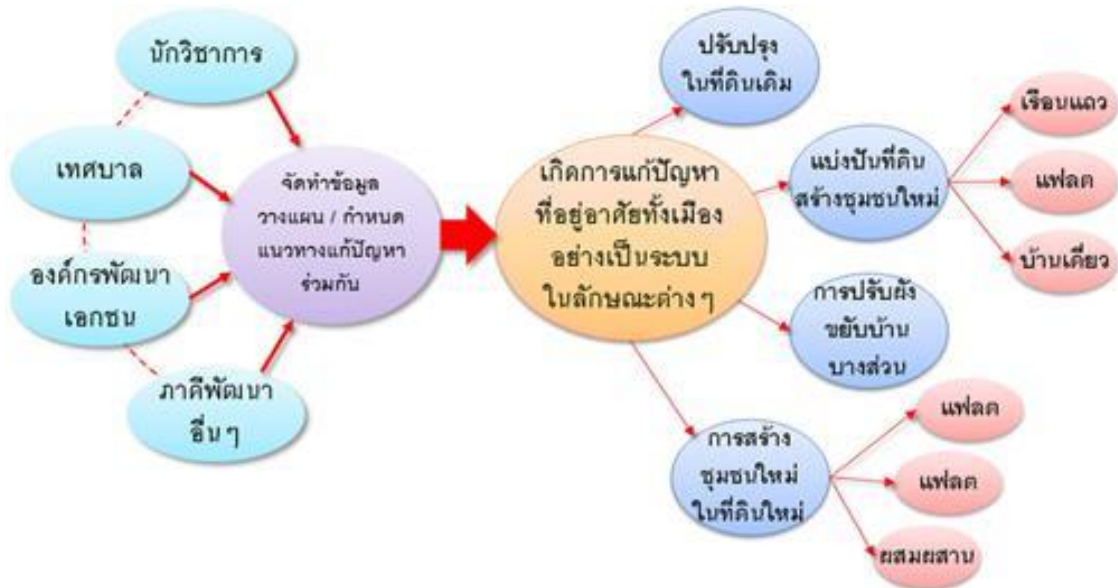 นักวิชาการ
เทศบาล
องค์กรพัฒนา
เอกชน
ภาคีพัฒนา
อื่นๆ
จัดทำข้อมูล
วางแผน / กำหนด
แนวทางแก้ปัญหา
ร่วมกัน
เกิดการแก้ปัญหา
ที่อยู่อาศัยทั้งเมือง
อย่างเป็นระบบ
ในลักษณะต่างๆ
ปรับปรุง
ในที่ดินเดิม
แบ่งปันที่ดิน
สร้างชุมชนใหม่
เรือนแถว
แฟลต
บ้านเดี่ยว
การปรับผัง
ขยับบ้าน
บางส่วน
การสร้าง
ชุมชนใหม่
ในที่ดินใหม่
แฟลต
แฟลต
ผสมผสาน